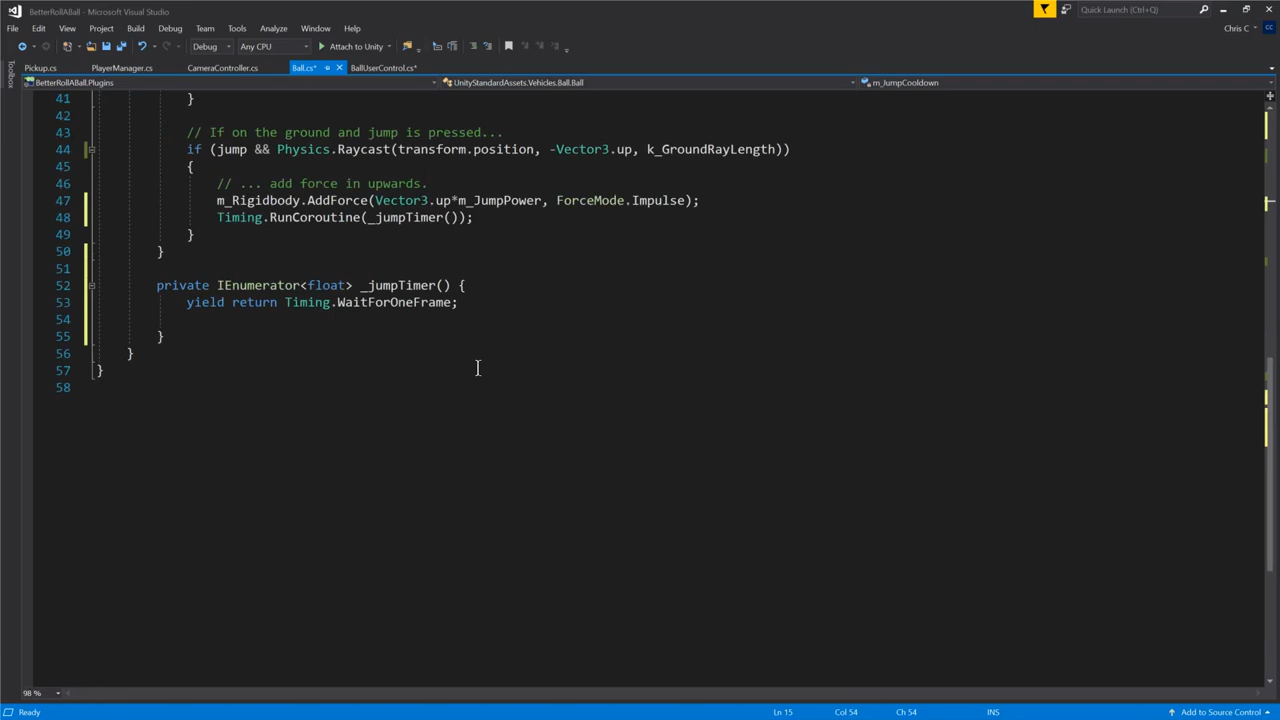 BetterRollABall - Microsoft Visual Studio
Quick Launch (Ctrl+Q)
File Edit View Project Build Debug Team Tools Analyze Window Help
Chris C
CC
Debug Any CPU Attach to Unity
Toolbox
Pickup.cs PlayerManager.cs CameraController.cs Ball.cs* BallUserControl.cs*
BetterRollABall.Plugins UnityStandardAssets.Vehicles.Ball.Ball m_JumpCooldown
41 }
42
43 // If on the ground and jump is pressed...
44 if (jump && Physics.Raycast(transform.position, -Vector3.up, k_GroundRayLength))
45 {
46 // ... add force in upwards.
47 m_Rigidbody.AddForce(Vector3.up*m_JumpPower, ForceMode.Impulse);
48 Timing.RunCoroutine(_jumpTimer());
49 }
50 }
51
52 private IEnumerator<float> _jumpTimer() {
53 yield return Timing.WaitForOneFrame;
54
55 }
56 }
57 }
58
98 %
Ready Ln 15 Col 54 Ch 54 INS Add to Source Control